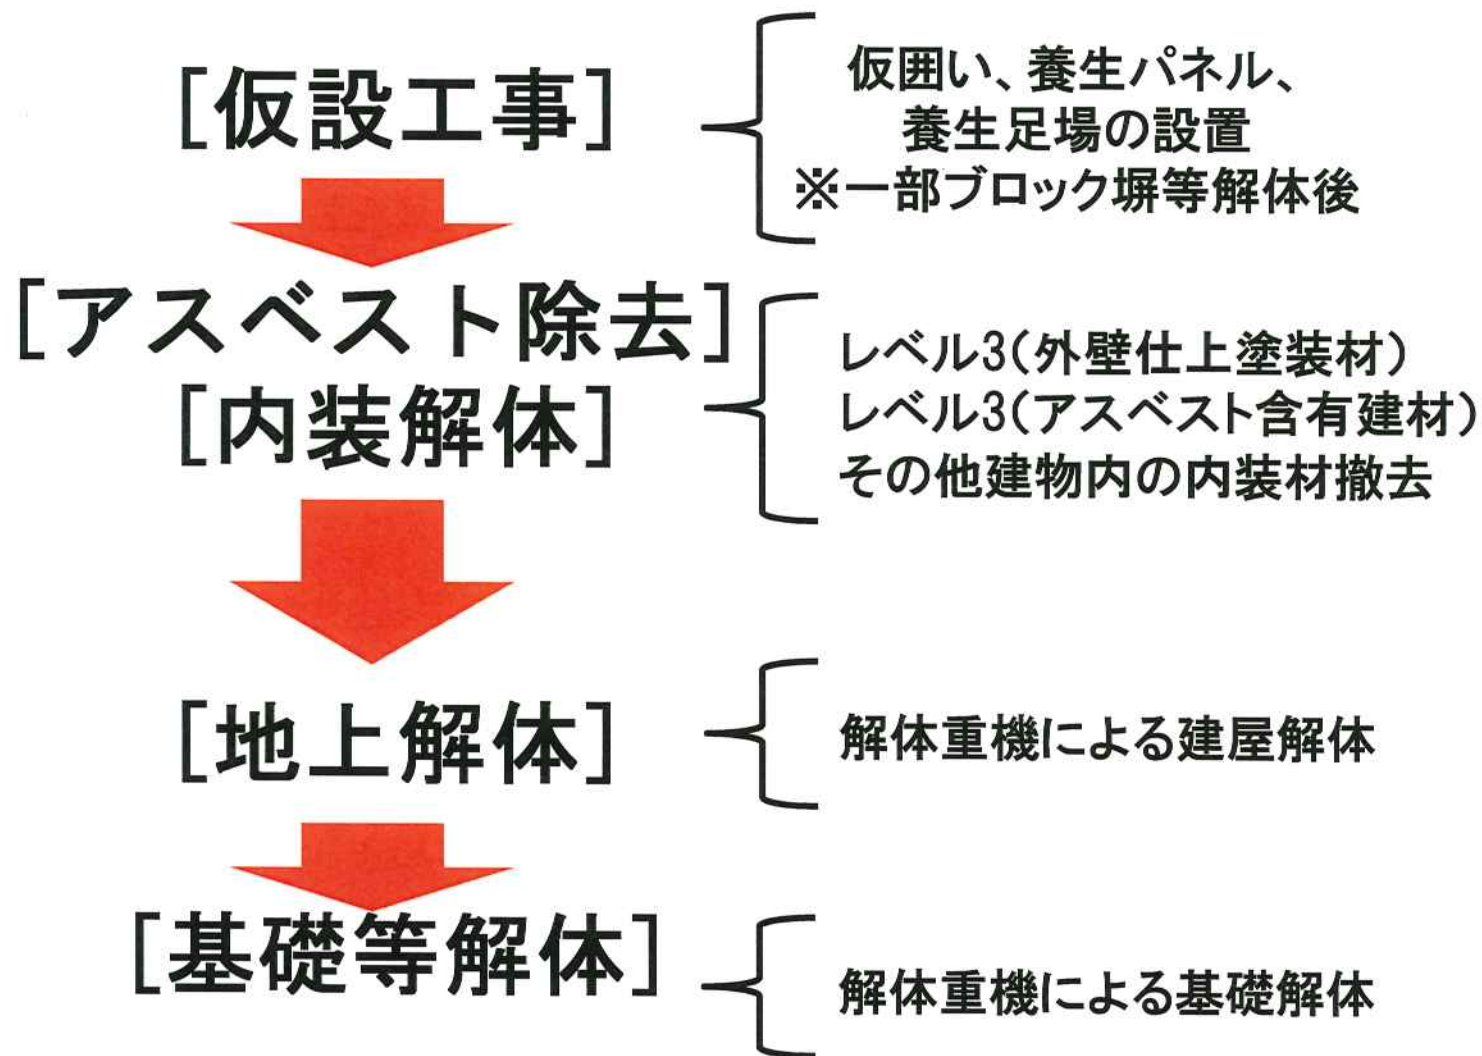 [仮設工事]
仮囲い、養生パネル、
養生足場の設置
※一部ブロック塀等解体後
[アスベスト除去]
[内装解体]
レベル3(外壁仕上塗装材)
レベル3(アスベスト含有建材)
その他建物内の内装材撤去
[地上解体]
解体重機による建屋解体
[基礎等解体]
解体重機による基礎解体